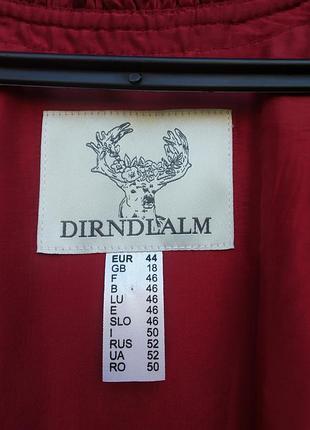 DIRNDLALM
EUR 44
GB 18
F 46
B 46
LU 46
E 46
SLO 46
I 50
RUS 52
UA 52
RO 50